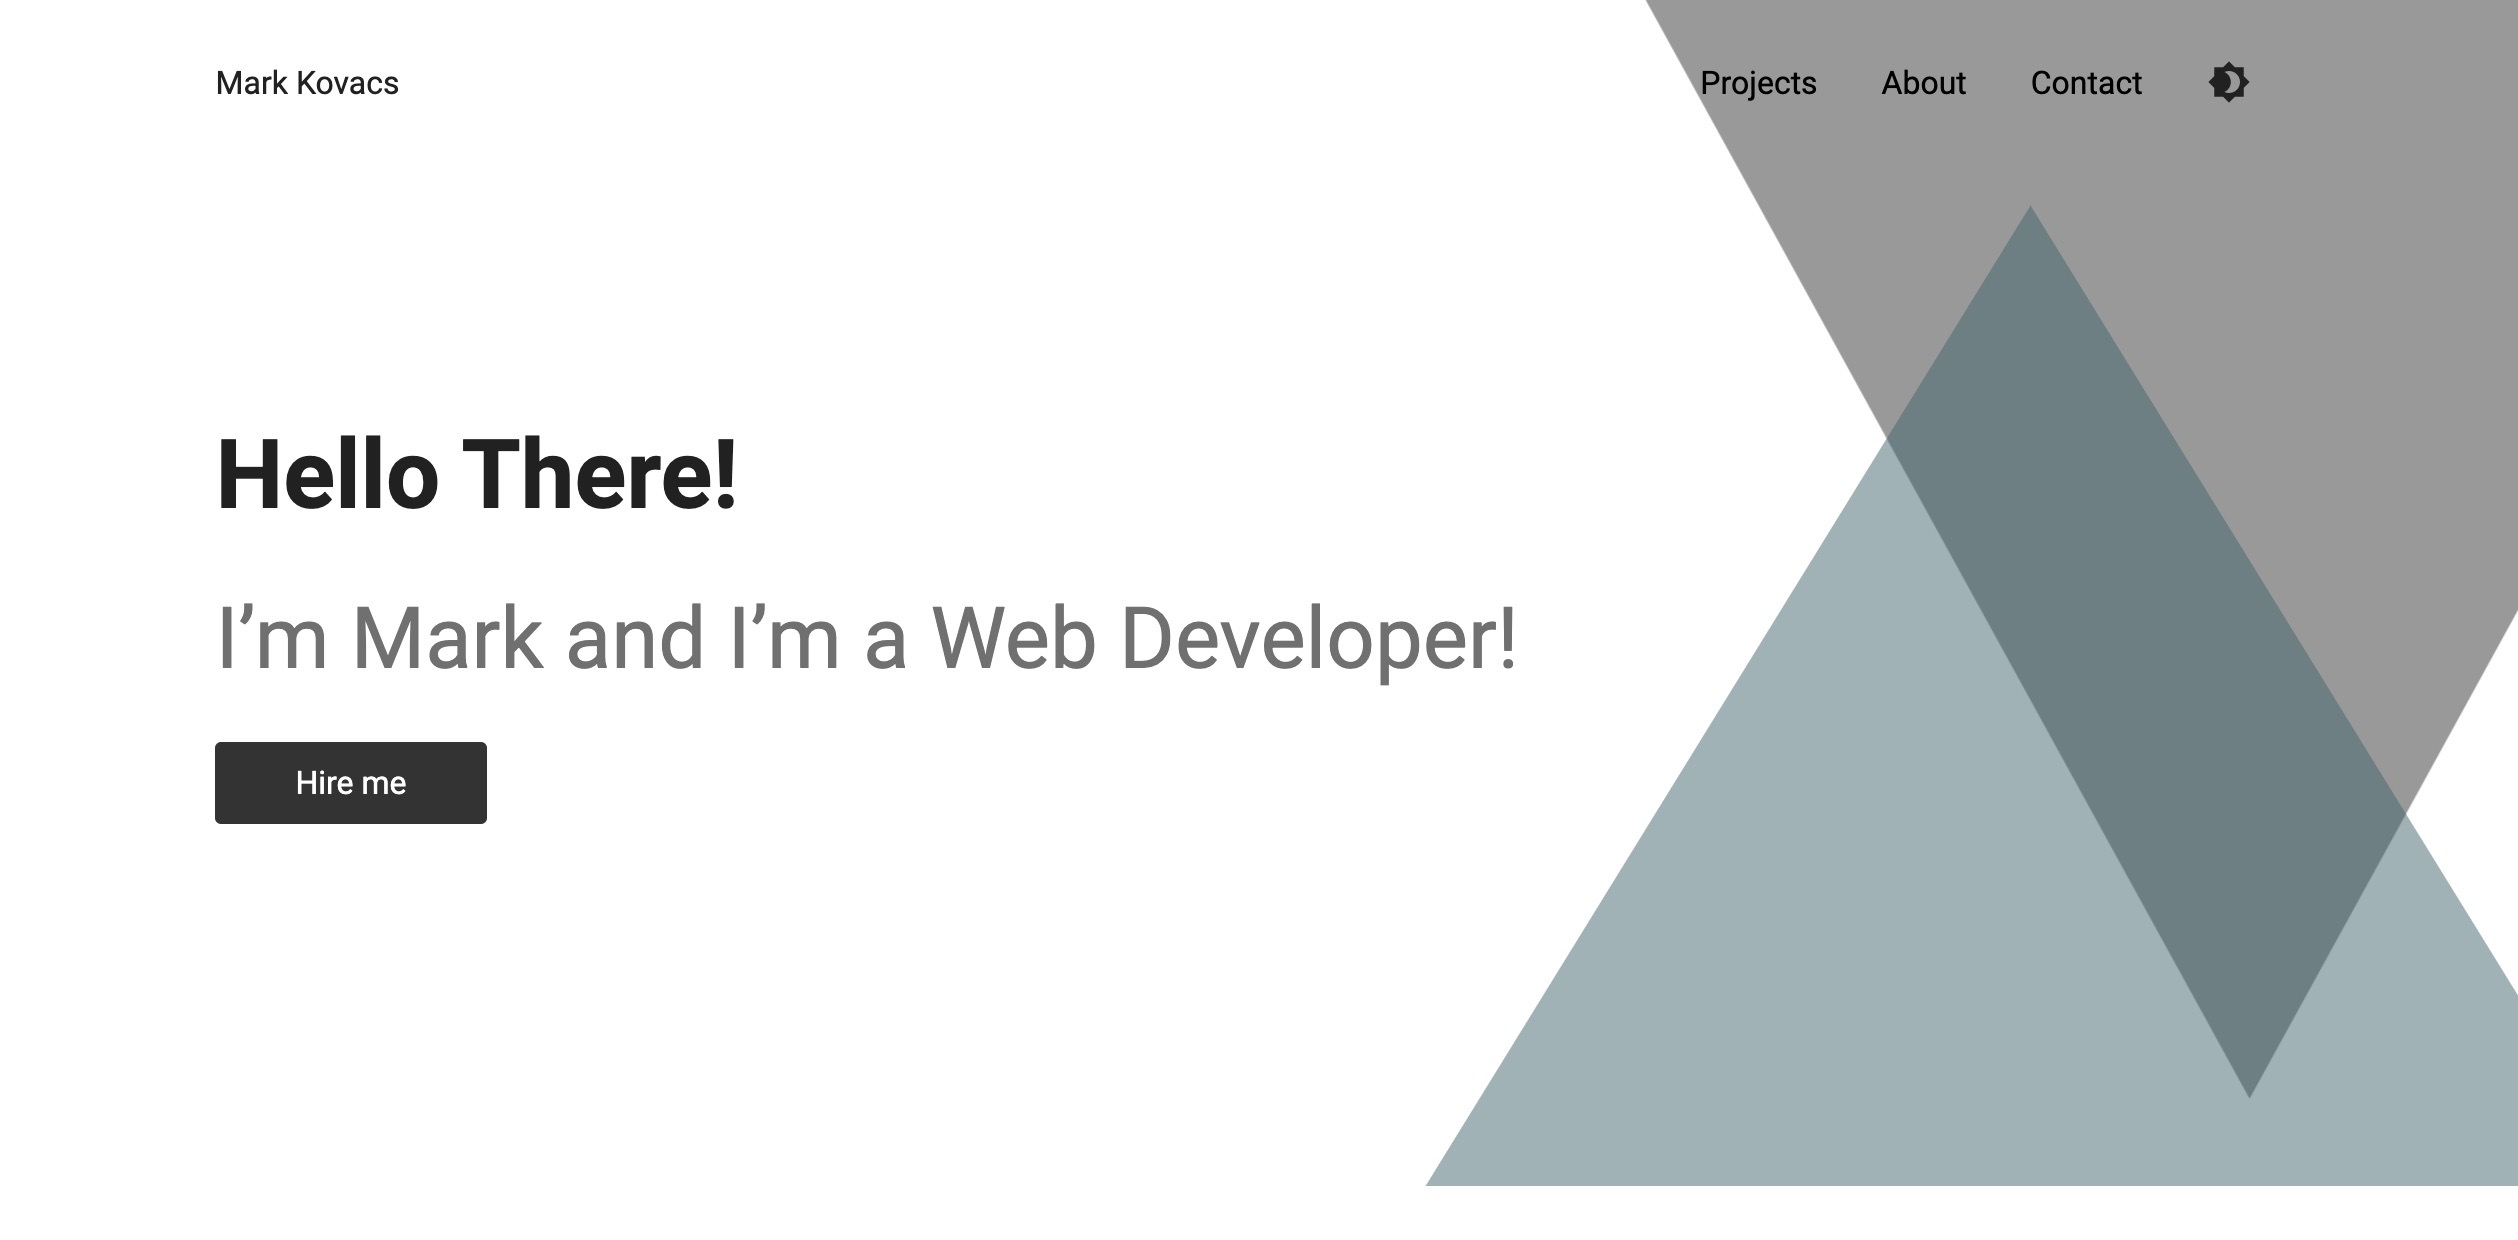 Mark Kovacs
Projects About Contact
Hello There!
I’m Mark and I’m a Web Developer!
Hire me